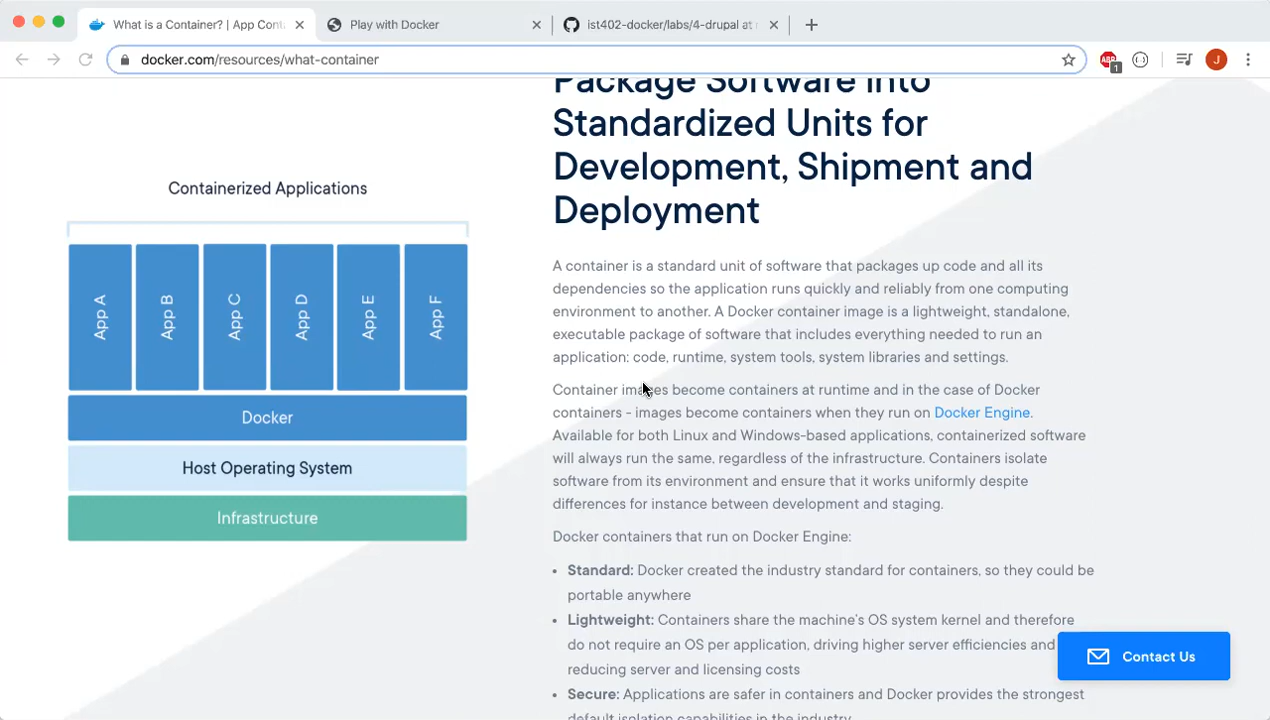 What is a Container? | App Cont
Play with Docker
ist402-docker/labs/4-drupal at
docker.com/resources/what-container
ABP
1
J
Package Software into
Standardized Units for
Development, Shipment and
Deployment
Containerized Applications
App A
App B
App C
App D
App E
App F
Docker
Host Operating System
Infrastructure
A container is a standard unit of software that packages up code and all its
dependencies so the application runs quickly and reliably from one computing
environment to another. A Docker container image is a lightweight, standalone,
executable package of software that includes everything needed to run an
application: code, runtime, system tools, system libraries and settings.
Container images become containers at runtime and in the case of Docker
containers - images become containers when they run on Docker Engine.
Available for both Linux and Windows-based applications, containerized software
will always run the same, regardless of the infrastructure. Containers isolate
software from its environment and ensure that it works uniformly despite
differences for instance between development and staging.
Docker containers that run on Docker Engine:
• Standard: Docker created the industry standard for containers, so they could be
portable anywhere
• Lightweight: Containers share the machine's OS system kernel and therefore
do not require an OS per application, driving higher server efficiencies and
reducing server and licensing costs
• Secure: Applications are safer in containers and Docker provides the strongest
default isolation capabilities in the industry
Contact Us